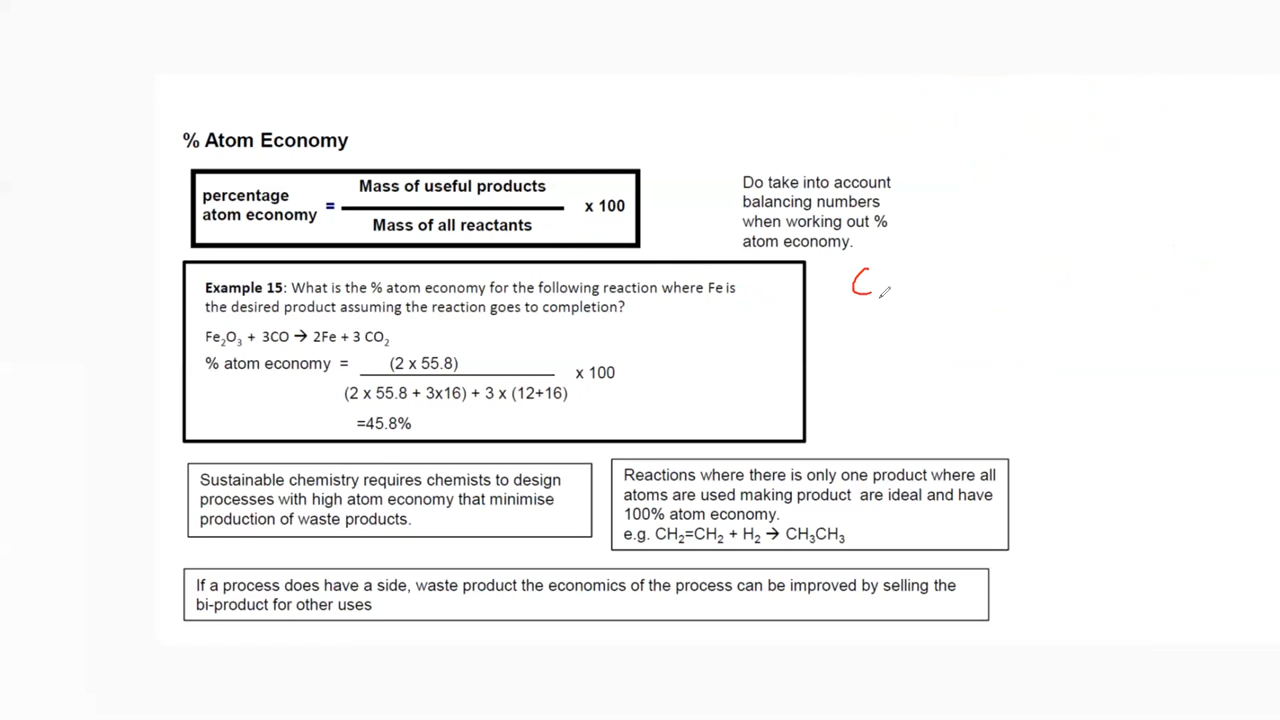 % Atom Economy
percentage atom economy = Mass of useful products / Mass of all reactants x 100
Do take into account
balancing numbers
when working out %
atom economy.
C
Example 15: What is the % atom economy for the following reaction where Fe is
the desired product assuming the reaction goes to completion?
Fe₂O₃ + 3CO → 2Fe + 3 CO₂
% atom economy = (2 x 55.8) / (2 x 55.8 + 3x16) + 3 x (12+16) x 100
=45.8%
Sustainable chemistry requires chemists to design
processes with high atom economy that minimise
production of waste products.
Reactions where there is only one product where all
atoms are used making product are ideal and have
100% atom economy.
e.g. CH₂=CH₂ + H₂ → CH₃CH₃
If a process does have a side, waste product the economics of the process can be improved by selling the
bi-product for other uses